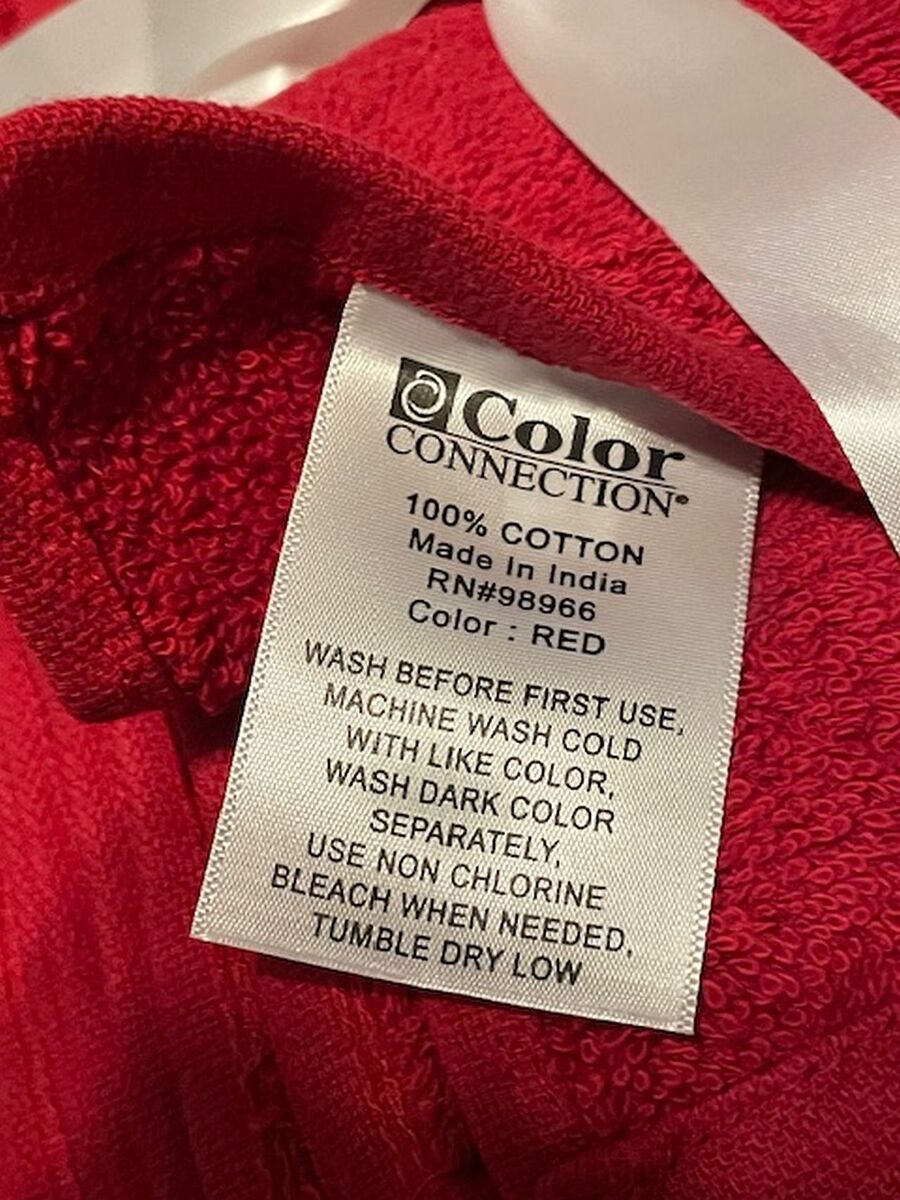 Color
CONNECTION®
100% COTTON
Made In India
RN#98966
Color : RED
WASH BEFORE FIRST USE,
MACHINE WASH COLD
WITH LIKE COLOR,
WASH DARK COLOR
SEPARATELY,
USE NON CHLORINE
BLEACH WHEN NEEDED,
TUMBLE DRY LOW